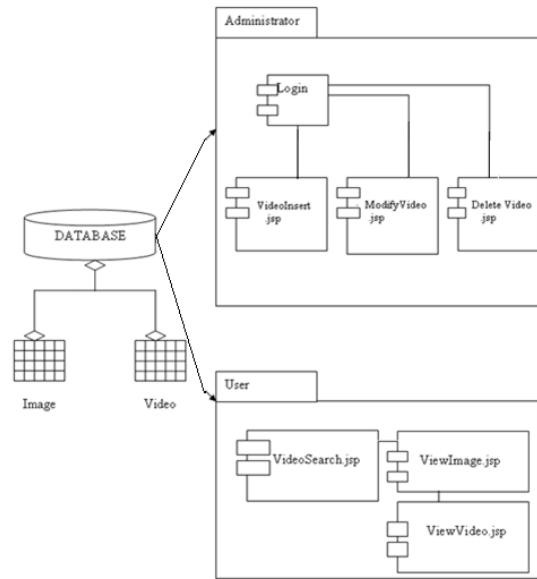 Administrator
Login
VideoInsert
.jsp
ModifyVideo
.jsp
Delete Video
.jsp
DATABASE
Image
Video
User
VideoSearch.jsp
ViewImage.jsp
ViewVideo.jsp